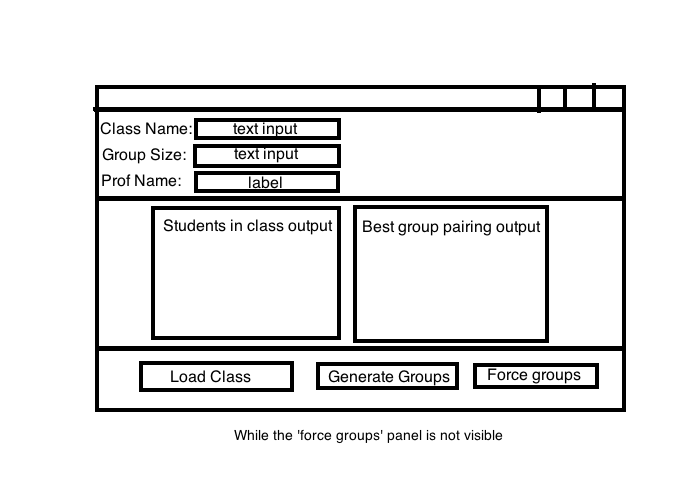 Class Name: text input
Group Size: text input
Prof Name: label
Students in class output
Best group pairing output
Load Class
Generate Groups
Force groups
While the 'force groups' panel is not visible